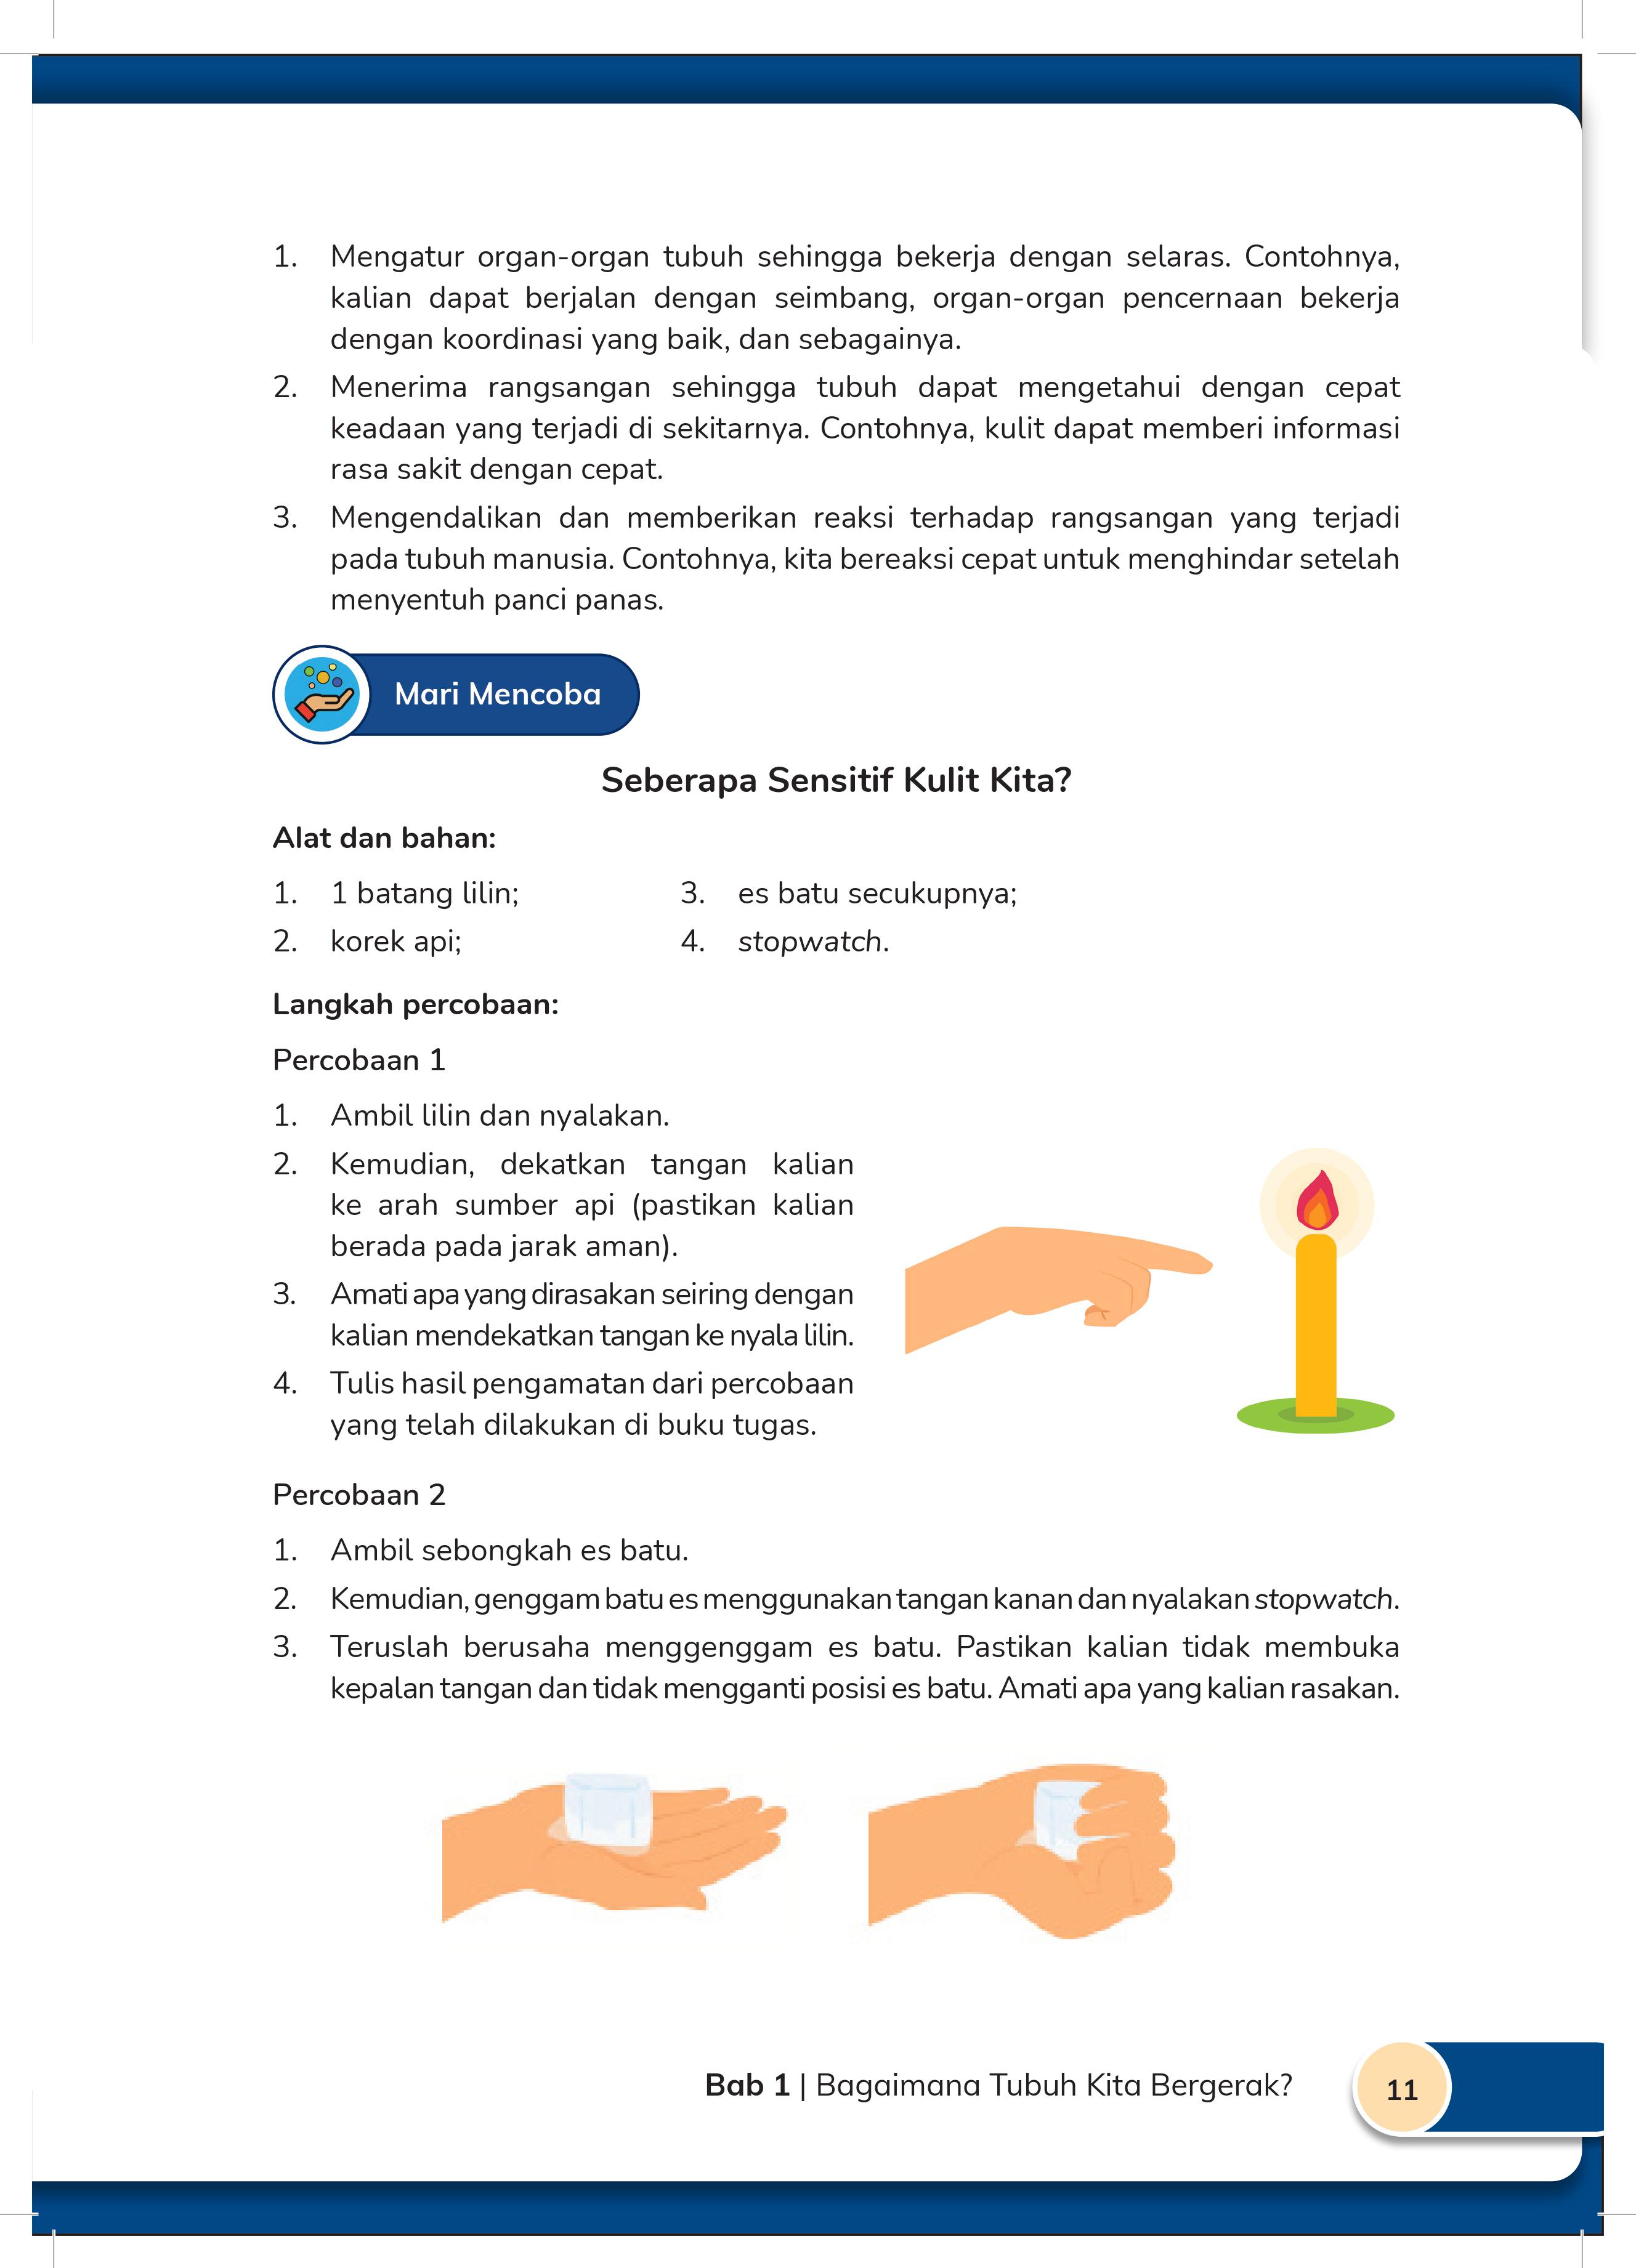 1. Mengatur organ-organ tubuh sehingga bekerja dengan selaras. Contohnya,
kalian dapat berjalan dengan seimbang, organ-organ pencernaan bekerja
dengan koordinasi yang baik, dan sebagainya.
2. Menerima rangsangan sehingga tubuh dapat mengetahui dengan cepat
keadaan yang terjadi di sekitarnya. Contohnya, kulit dapat memberi informasi
rasa sakit dengan cepat.
3. Mengendalikan dan memberikan reaksi terhadap rangsangan yang terjadi
pada tubuh manusia. Contohnya, kita bereaksi cepat untuk menghindar setelah
menyentuh panci panas.
Mari Mencoba
Seberapa Sensitif Kulit Kita?
Alat dan bahan:
1. 1 batang lilin;
2. korek api;
3. es batu secukupnya;
4. stopwatch.
Langkah percobaan:
Percobaan 1
1. Ambil lilin dan nyalakan.
2. Kemudian, dekatkan tangan kalian
ke arah sumber api (pastikan kalian
berada pada jarak aman).
3. Amati apa yang dirasakan seiring dengan
kalian mendekatkan tangan ke nyala lilin.
4. Tulis hasil pengamatan dari percobaan
yang telah dilakukan di buku tugas.
Percobaan 2
1. Ambil sebongkah es batu.
2. Kemudian, genggam batu es menggunakan tangan kanan dan nyalakan stopwatch.
3. Teruslah berusaha menggenggam es batu. Pastikan kalian tidak membuka
kepalan tangan dan tidak mengganti posisi es batu. Amati apa yang kalian rasakan.
Bab 1 | Bagaimana Tubuh Kita Bergerak?
11